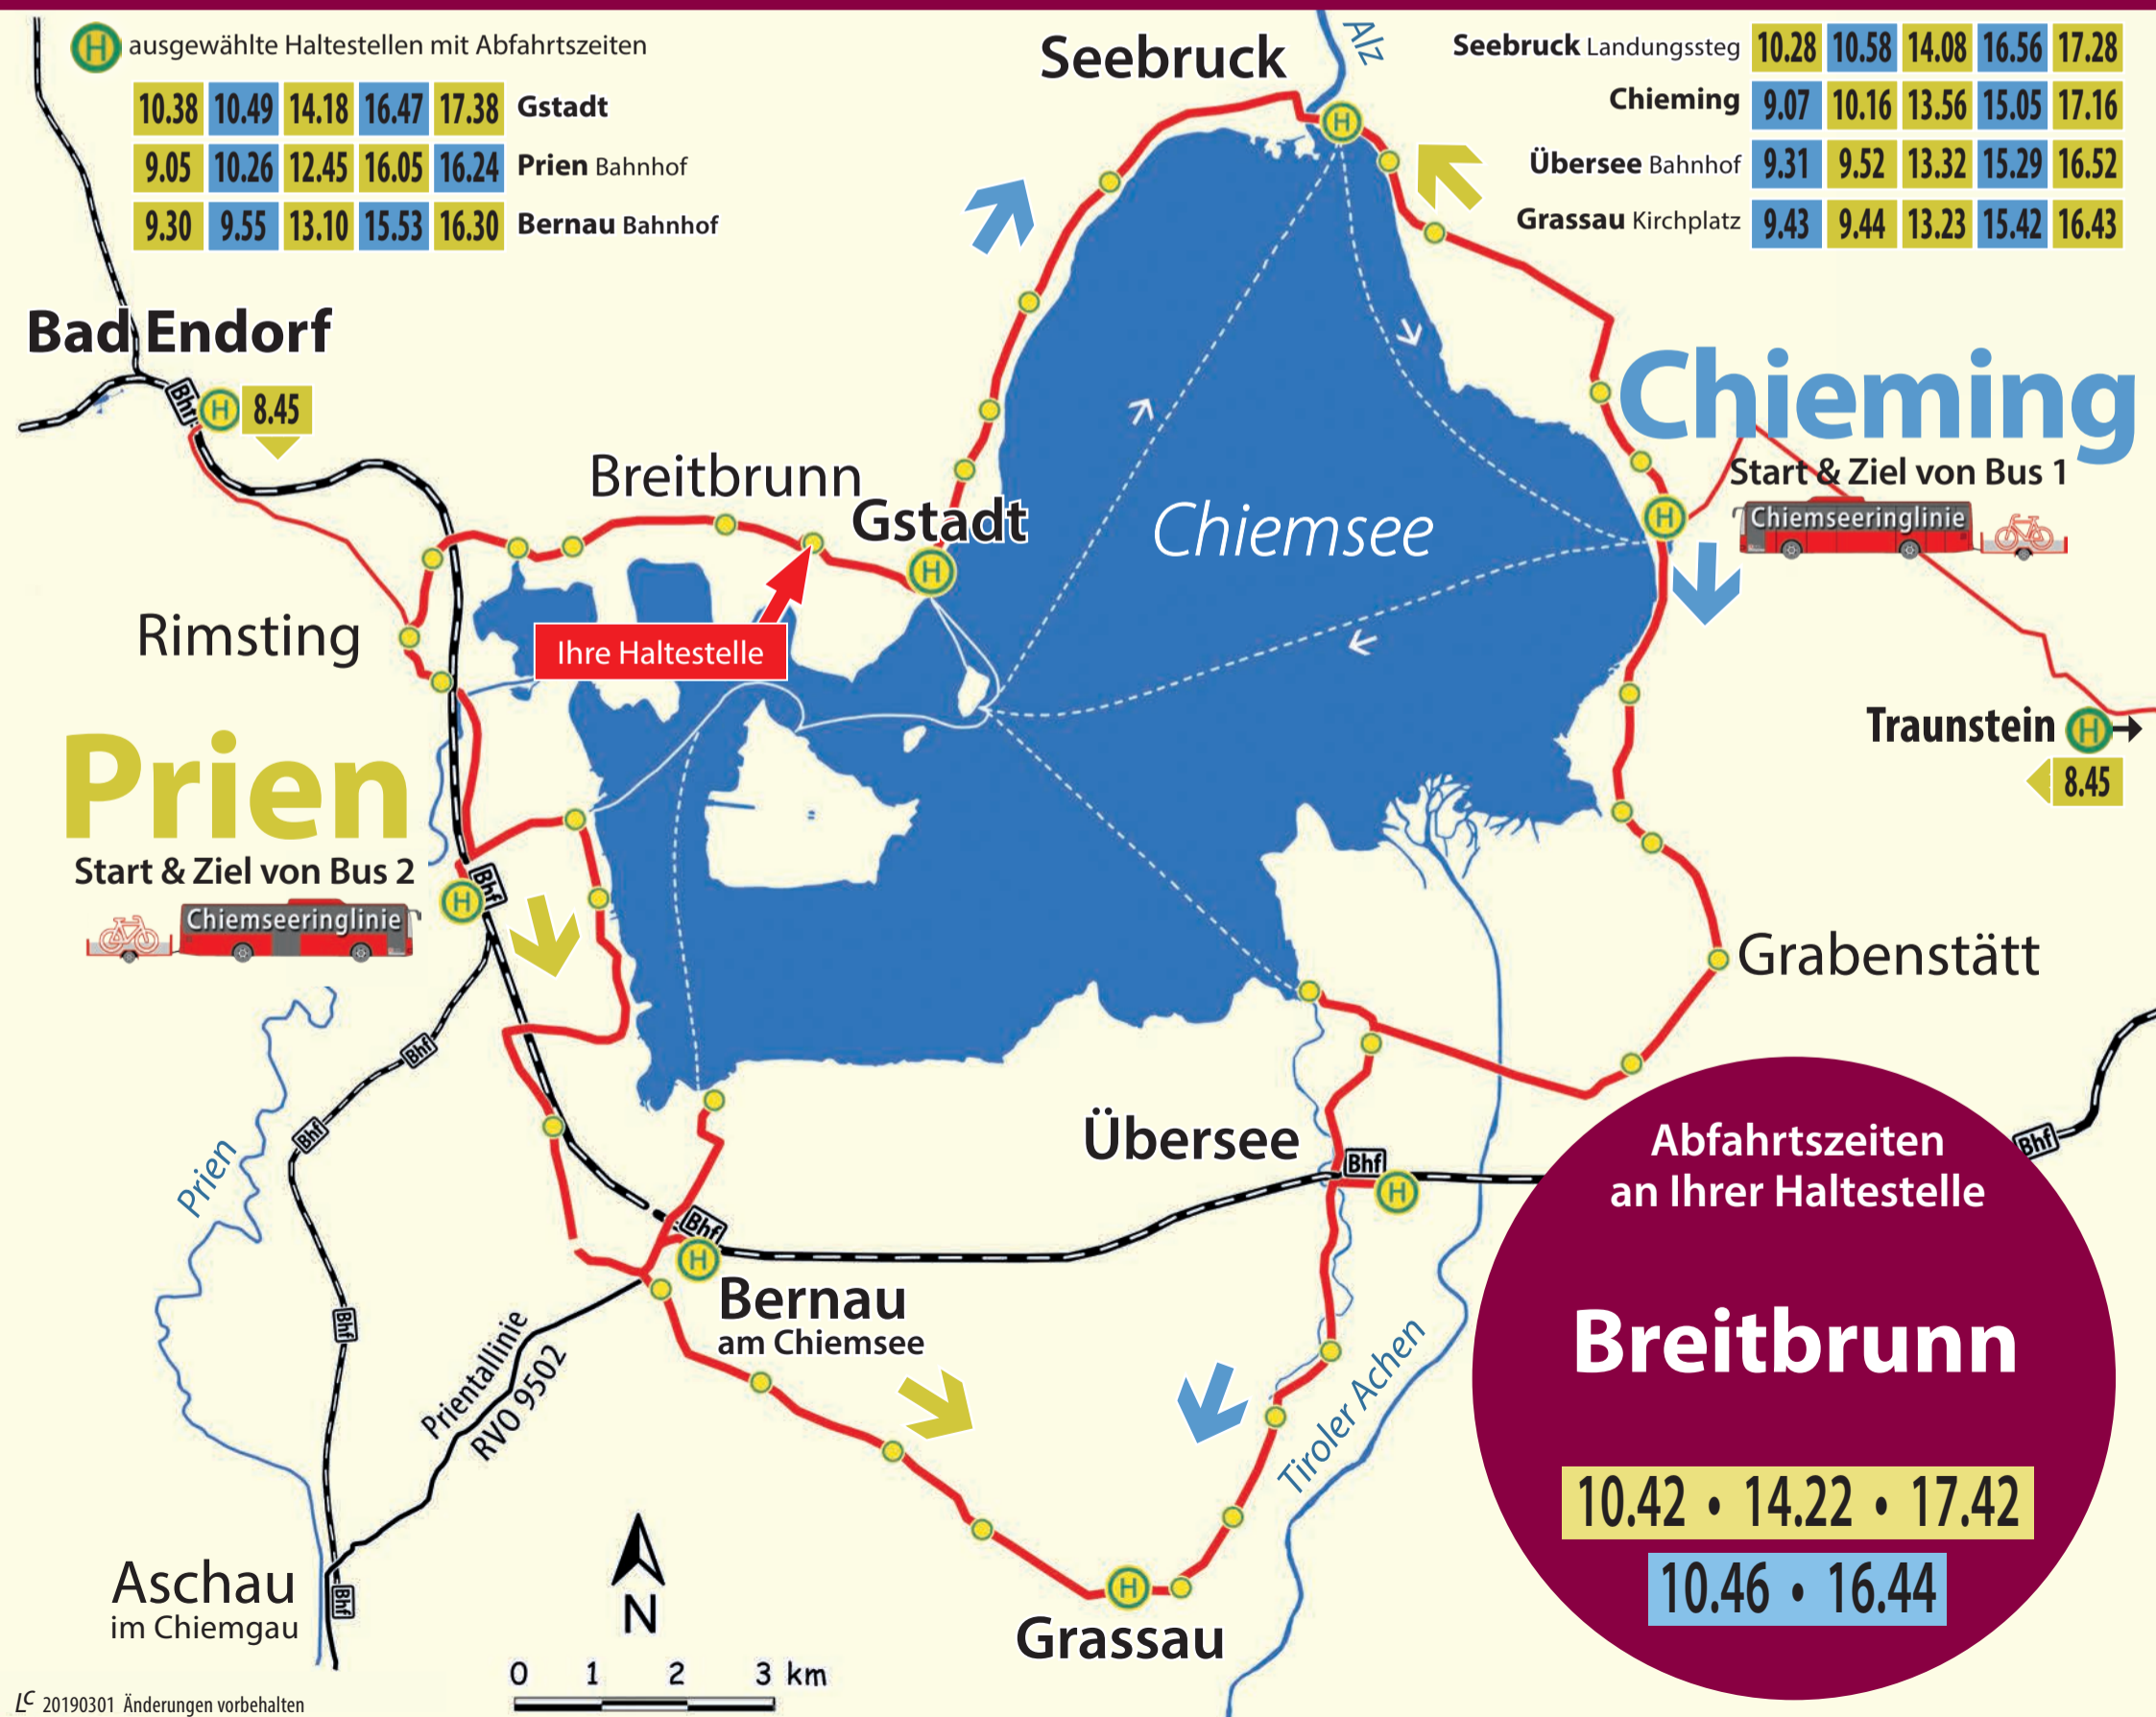 H ausgewählte Haltestellen mit Abfahrtszeiten
10.38 10.49 14.18 16.47 17.38 Gstadt
9.05 10.26 12.45 16.05 16.24 Prien Bahnhof
9.30 9.55 13.10 15.53 16.30 Bernau Bahnhof
Seebruck
Alz
Seebruck Landungssteg 10.28 10.58 14.08 16.56 17.28
Chieming 9.07 10.16 13.56 15.05 17.16
Übersee Bahnhof 9.31 9.52 13.32 15.29 16.52
Grassau Kirchplatz 9.43 9.44 13.23 15.42 16.43
H
Bad Endorf
Bhf
H
8.45
Chieming
Start & Ziel von Bus 1
Chiemseeringlinie
H
Breitbrunn
Gstadt
H
Chiemsee
Rimsting
Ihre Haltestelle
Traunstein H
8.45
Prien
Start & Ziel von Bus 2
Chiemseeringlinie
Bhf
H
Grabenstätt
Bhf
Bhf
Prien
Übersee
Bhf
H
Bhf
Bhf
H
Bernau
am Chiemsee
Bhf
Prientallinie
RVO 9502
Tiroler Achen
Abfahrtszeiten
an Ihrer Haltestelle
Breitbrunn
10.42 • 14.22 • 17.42
10.46 • 16.44
Aschau
im Chiemgau
Bhf
N
H
Grassau
0 1 2 3 km
LC 20190301 Änderungen vorbehalten